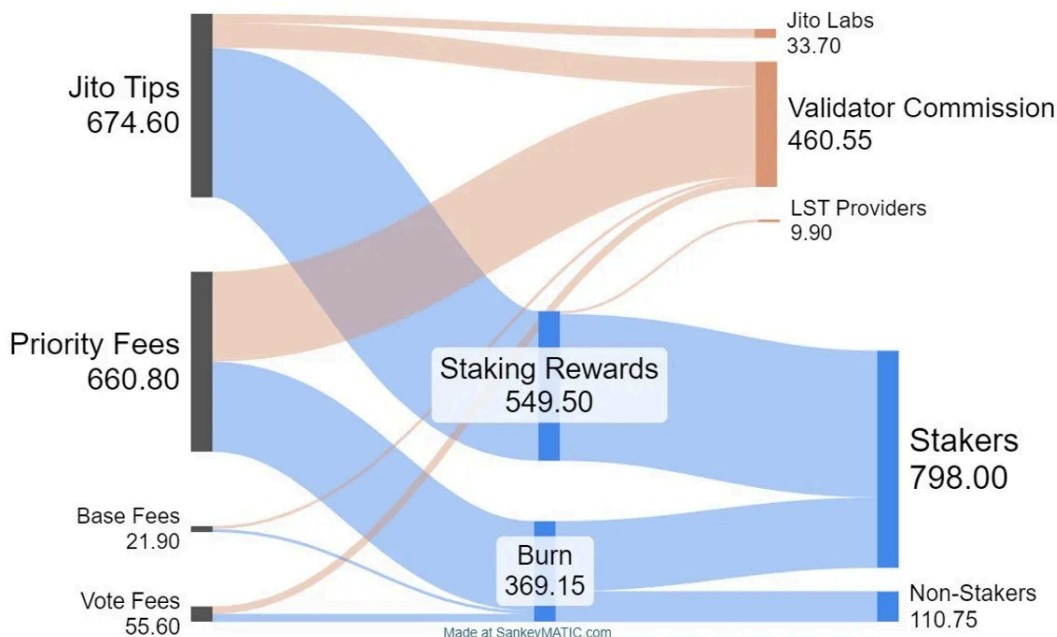 Jito Tips
674.60
Priority Fees
660.80
Base Fees
21.90
Vote Fees
55.60
Staking Rewards
549.50
Burn
369.15
Jito Labs
33.70
Validator Commission
460.55
LST Providers
9.90
Stakers
798.00
Non-Stakers
110.75
Made at SankeyMATIC.com